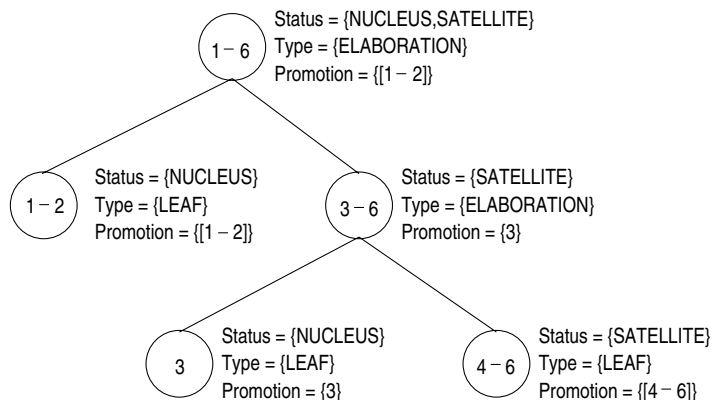 1 – 6
Status = {NUCLEUS,SATELLITE}
Type = {ELABORATION}
Promotion = {[1 – 2]}
1 – 2
Status = {NUCLEUS}
Type = {LEAF}
Promotion = {[1 – 2]}
3 – 6
Status = {SATELLITE}
Type = {ELABORATION}
Promotion = {3}
3
Status = {NUCLEUS}
Type = {LEAF}
Promotion = {3}
4 – 6
Status = {SATELLITE}
Type = {LEAF}
Promotion = {[4 – 6]}